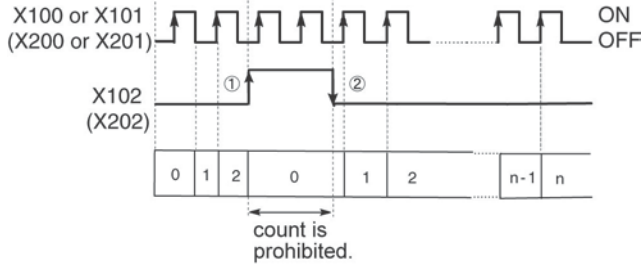 X100 or X101
(X200 or X201)
ON
OFF
① ②
X102
(X202)
0 1 2 0 1 2 n-1 n
count is
prohibited.